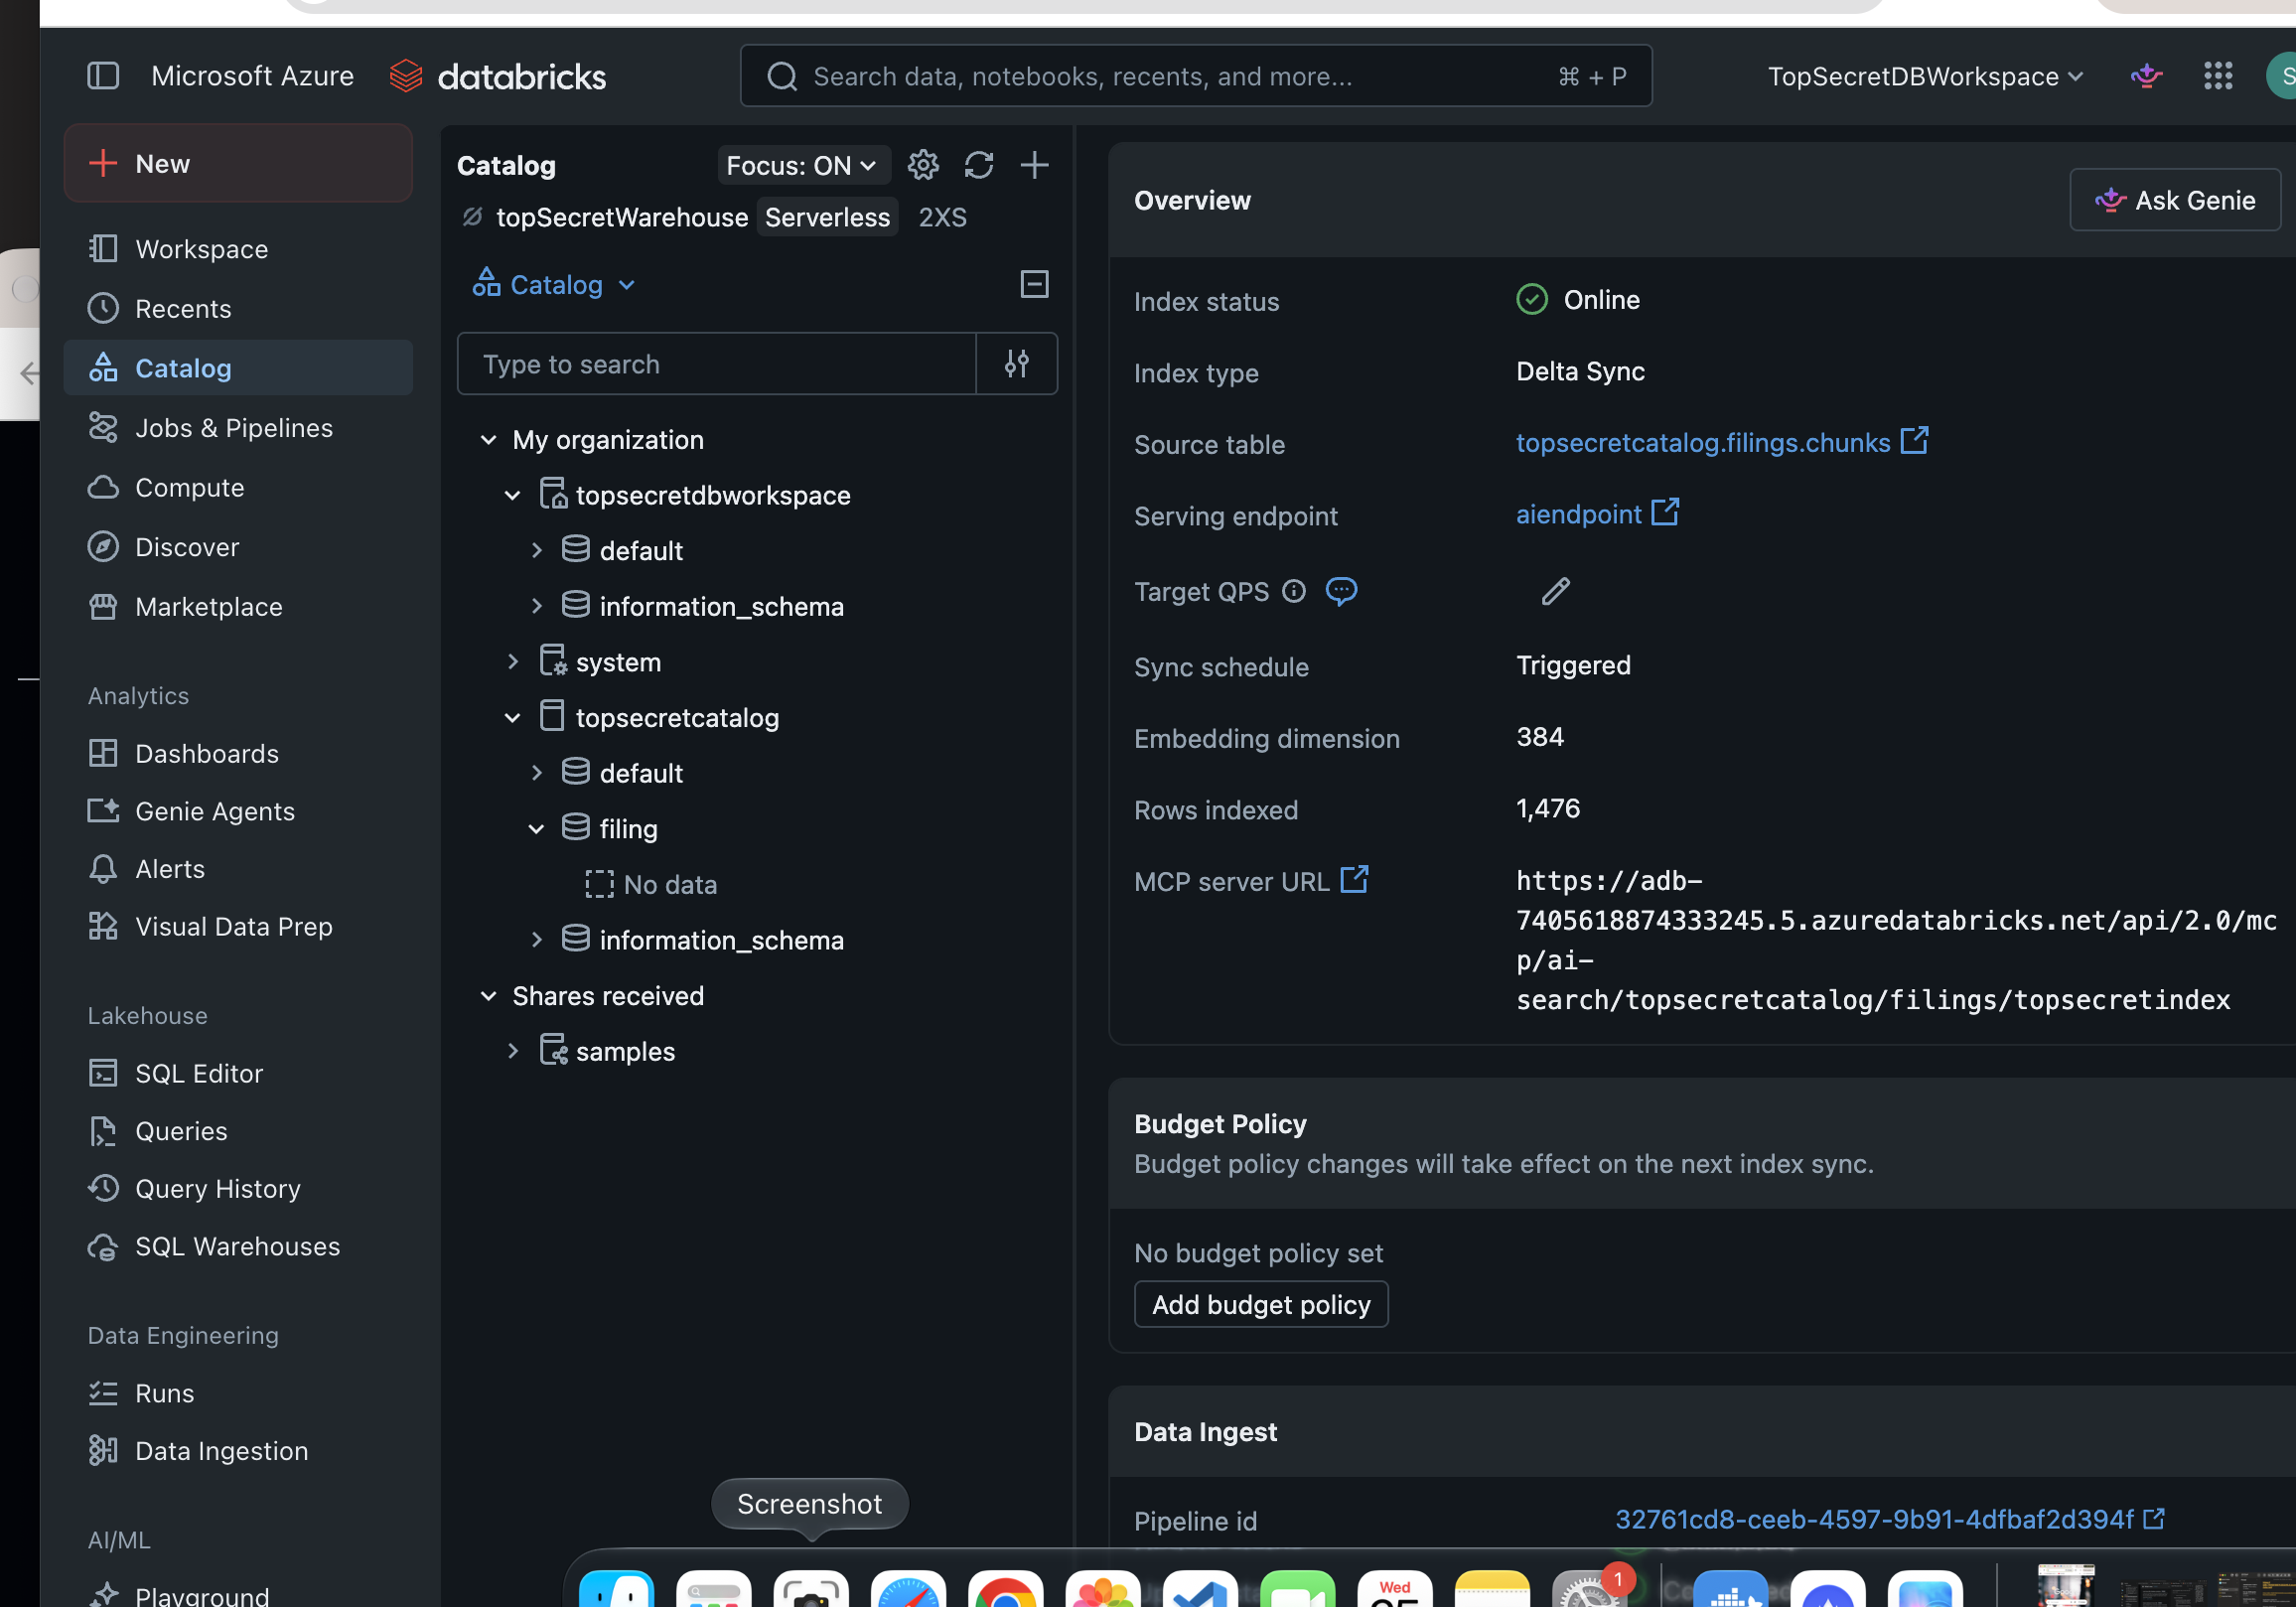 Microsoft Azure
databricks
Search data, notebooks, recents, and more...
⌘ + P
TopSecretDBWorkspace
S
New
Workspace
Recents
Catalog
Jobs & Pipelines
Compute
Discover
Marketplace
Analytics
Dashboards
Genie Agents
Alerts
Visual Data Prep
Lakehouse
SQL Editor
Queries
Query History
SQL Warehouses
Data Engineering
Runs
Data Ingestion
AI/ML
Playground
Catalog
Focus: ON
topSecretWarehouse Serverless 2XS
Catalog
Type to search
My organization
topsecretdbworkspace
default
information_schema
system
topsecretcatalog
default
filing
No data
information_schema
Shares received
samples
Overview
Ask Genie
Index status Online
Index type Delta Sync
Source table topsecretcatalog.filings.chunks
Serving endpoint aiendpoint
Target QPS
Sync schedule Triggered
Embedding dimension 384
Rows indexed 1,476
MCP server URL https://adb-
7405618874333245.5.azuredatabricks.net/api/2.0/mc
p/ai-
search/topsecretcatalog/filings/topsecretindex
Budget Policy
Budget policy changes will take effect on the next index sync.
No budget policy set
Add budget policy
Data Ingest
Pipeline id 32761cd8-ceeb-4597-9b91-4dfbaf2d394f
Screenshot
Wed
1